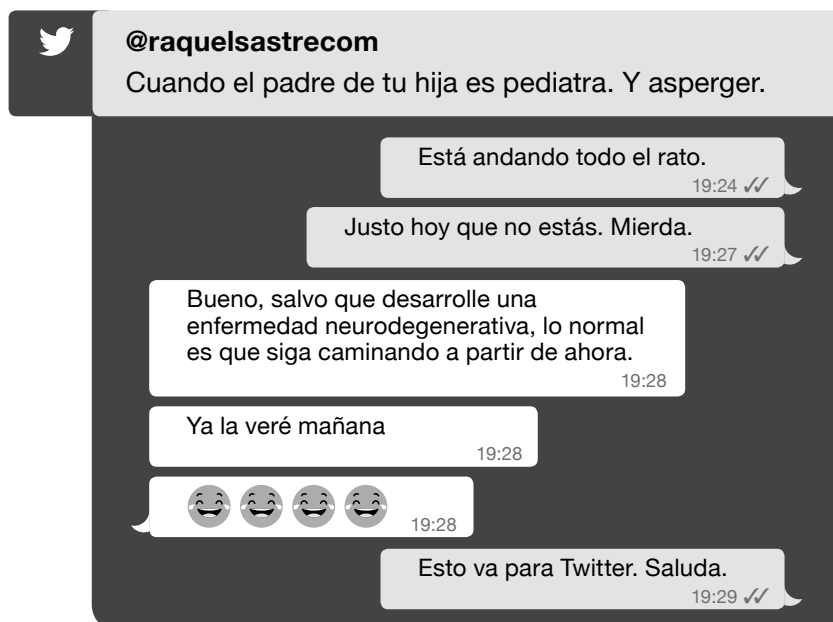 @raquelsastrecom
Cuando el padre de tu hija es pediatra. Y asperger.
Está andando todo el rato.
19:24
Justo hoy que no estás. Mierda.
19:27
Bueno, salvo que desarrolle una
enfermedad neurodegenerativa, lo normal
es que siga caminando a partir de ahora.
19:28
Ya la veré mañana
19:28
😂 😂 😂 😂
19:28
Esto va para Twitter. Saluda.
19:29